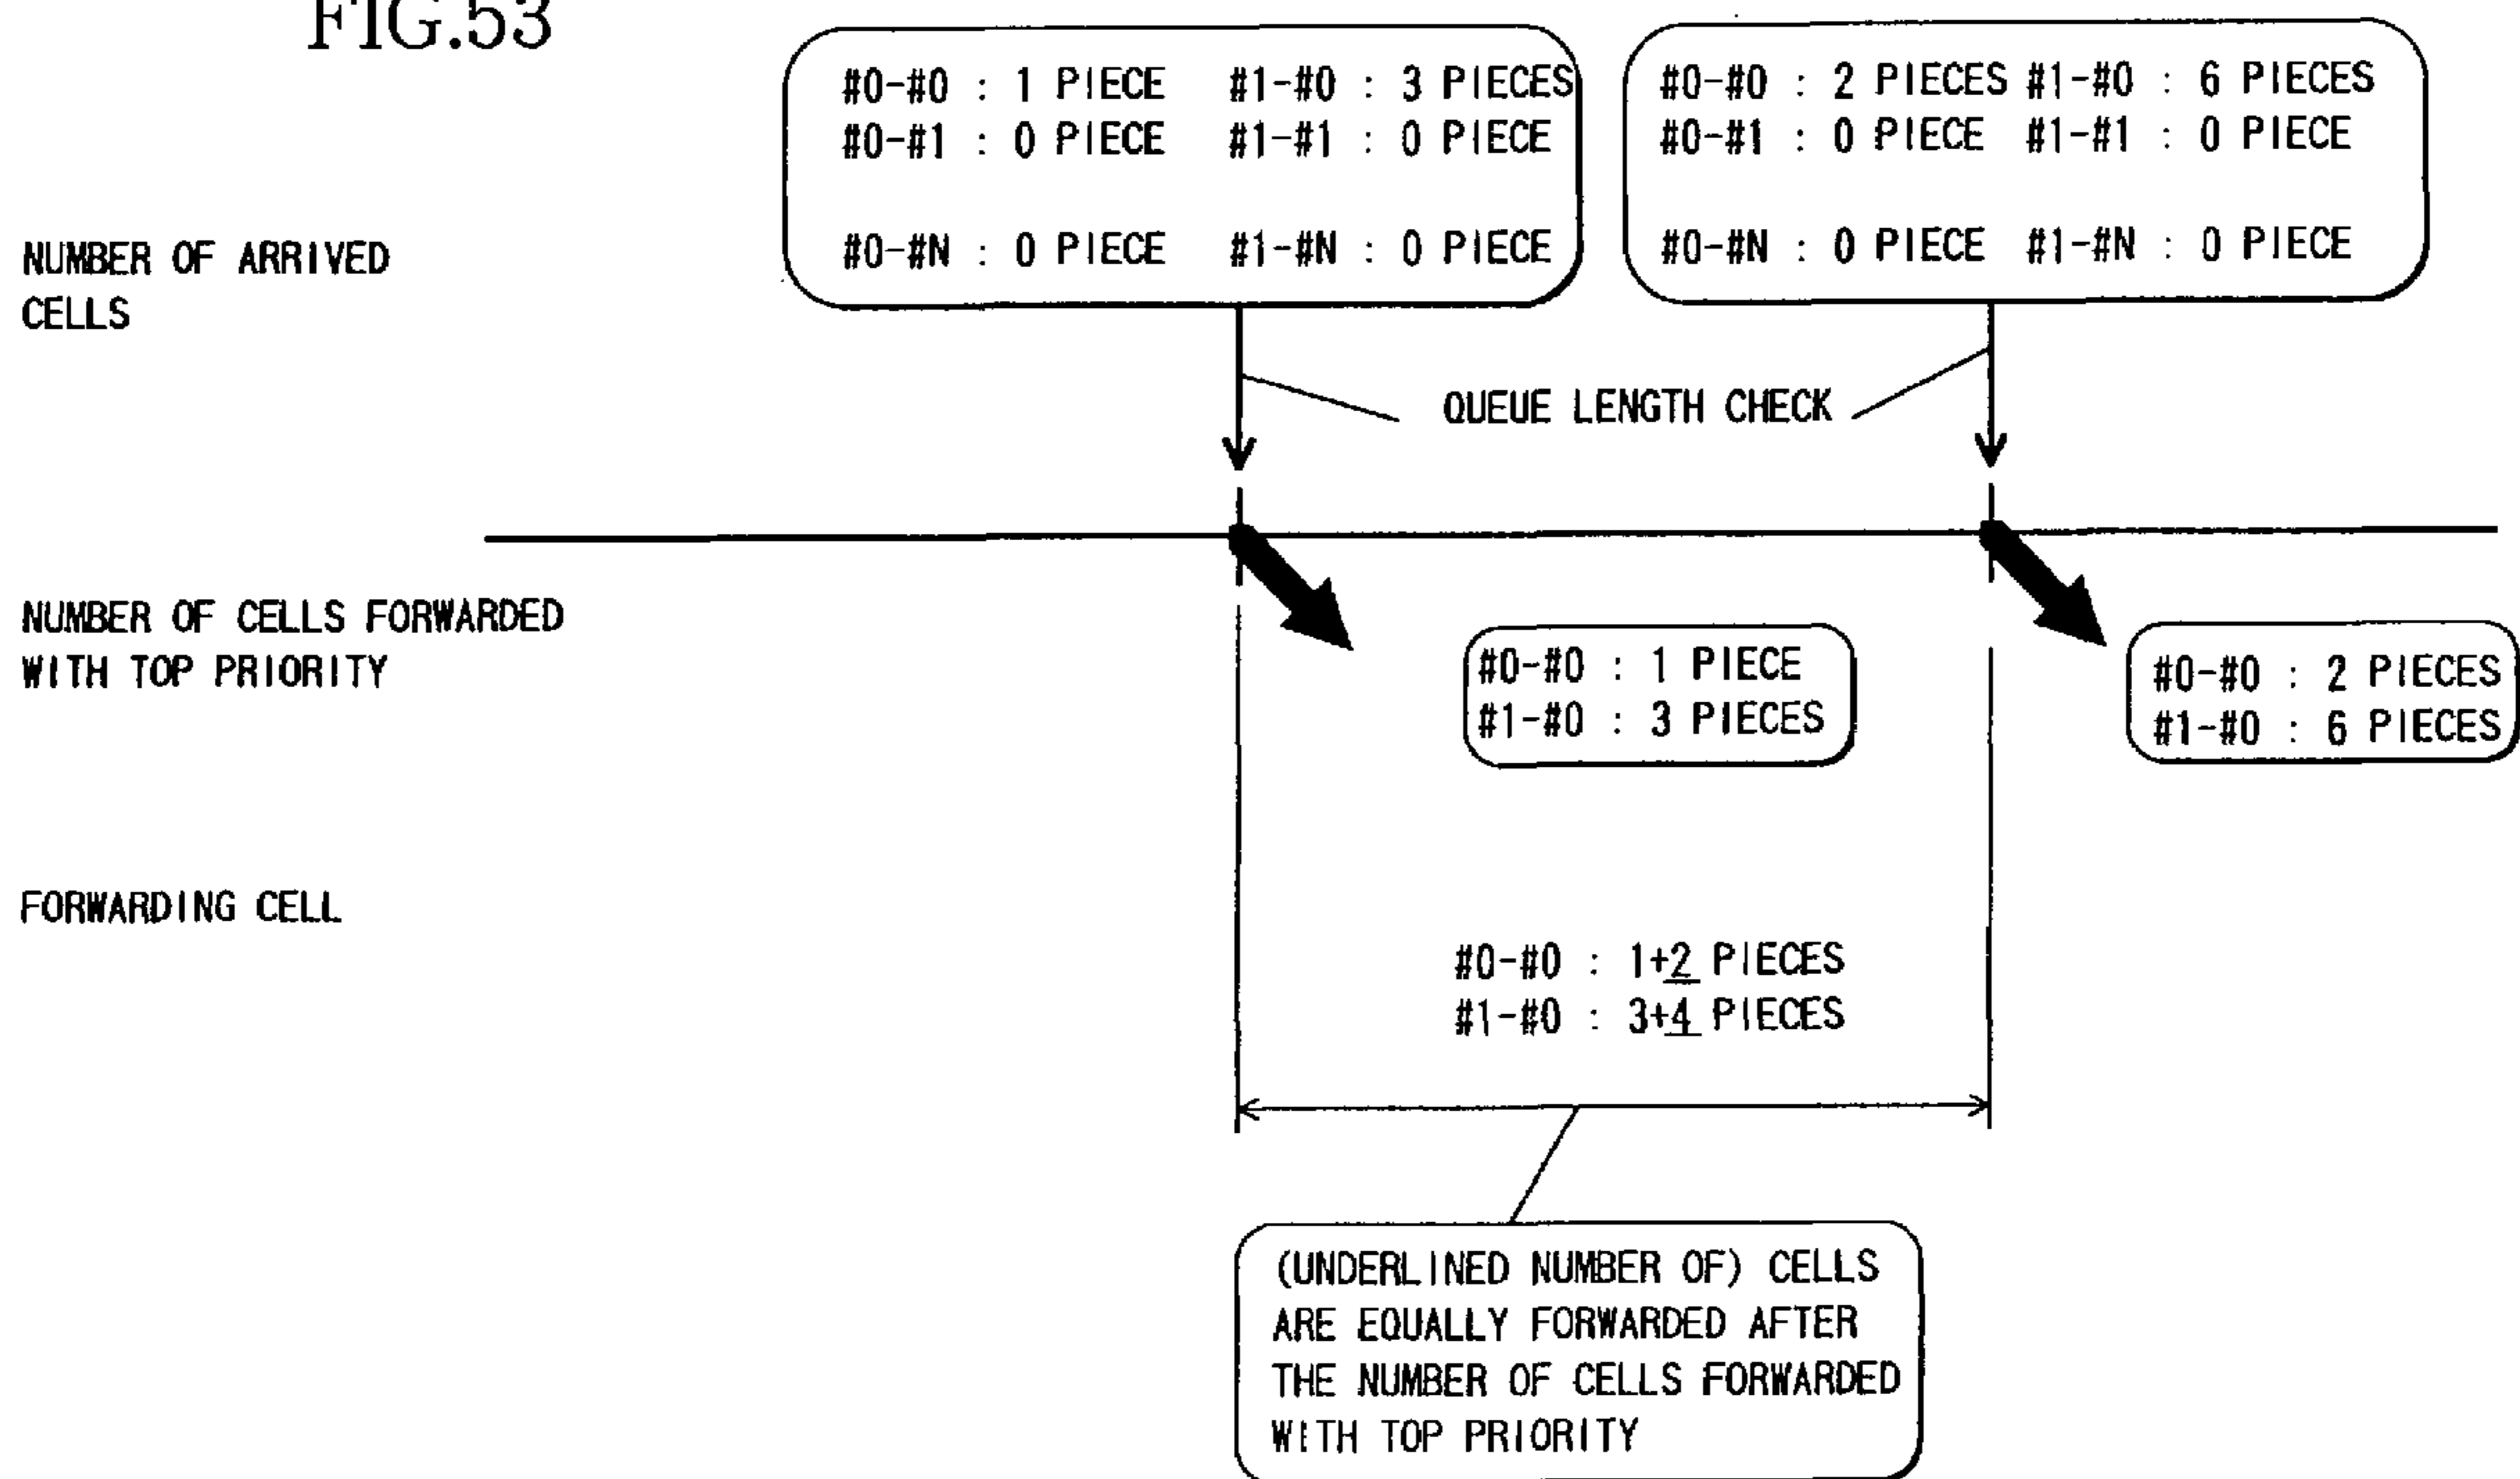 FIG.53
#0-#0 : 1 PIECE #1-#0 : 3 PIECES
#0-#1 : 0 PIECE #1-#1 : 0 PIECE
#0-#N : 0 PIECE #1-#N : 0 PIECE
#0-#0 : 2 PIECES #1-#0 : 6 PIECES
#0-#1 : 0 PIECE #1-#1 : 0 PIECE
#0-#N : 0 PIECE #1-#N : 0 PIECE
NUMBER OF ARRIVED
CELLS
QUEUE LENGTH CHECK
NUMBER OF CELLS FORWARDED
WITH TOP PRIORITY
#0-#0 : 1 PIECE
#1-#0 : 3 PIECES
#0-#0 : 2 PIECES
#1-#0 : 6 PIECES
FORWARDING CELL
#0-#0 : 1+2 PIECES
#1-#0 : 3+4 PIECES
(UNDERLINED NUMBER OF) CELLS
ARE EQUALLY FORWARDED AFTER
THE NUMBER OF CELLS FORWARDED
WITH TOP PRIORITY